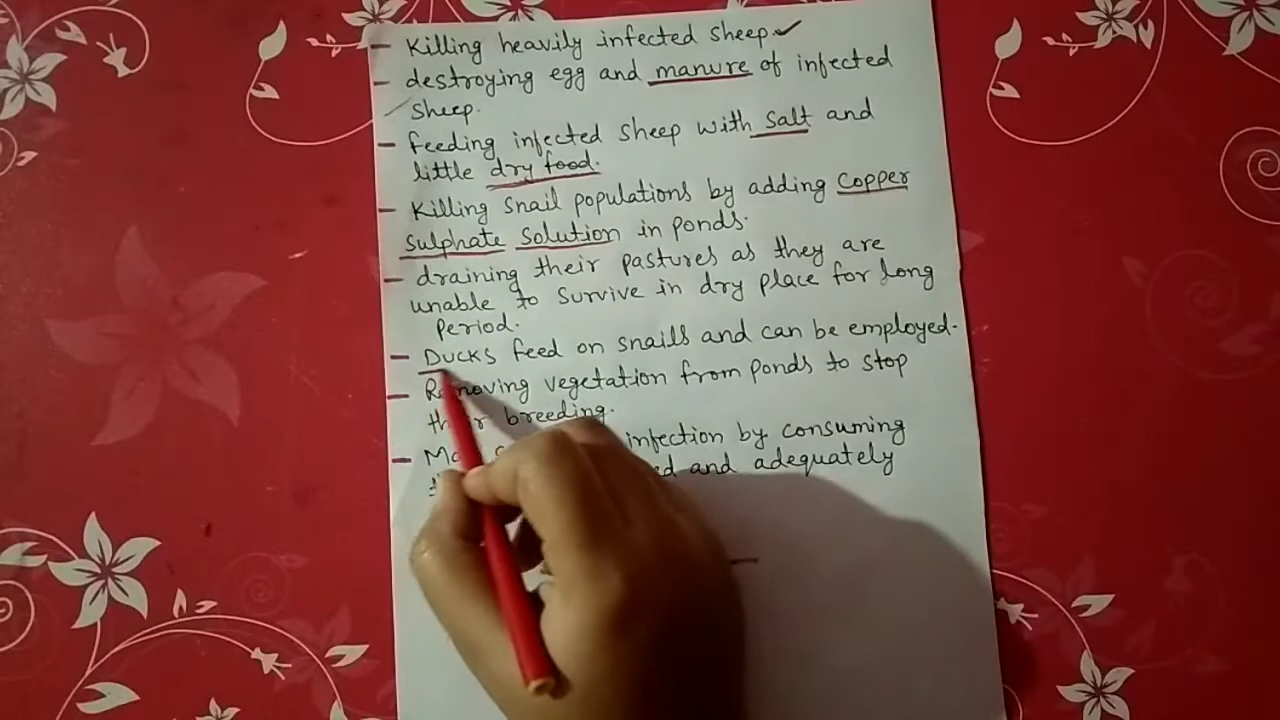 - Killing heavily infected sheep.
- destroying egg and manure of infected
sheep.
- feeding infected sheep with salt and
little dry food.
- Killing snail populations by adding copper
sulphate solution in ponds.
- draining their pastures as they are
unable to survive in dry place for long
period.
- Ducks feed on snails and can be employed.
- Removing vegetation from ponds to stop
their breeding.
- infection by consuming
and adequately